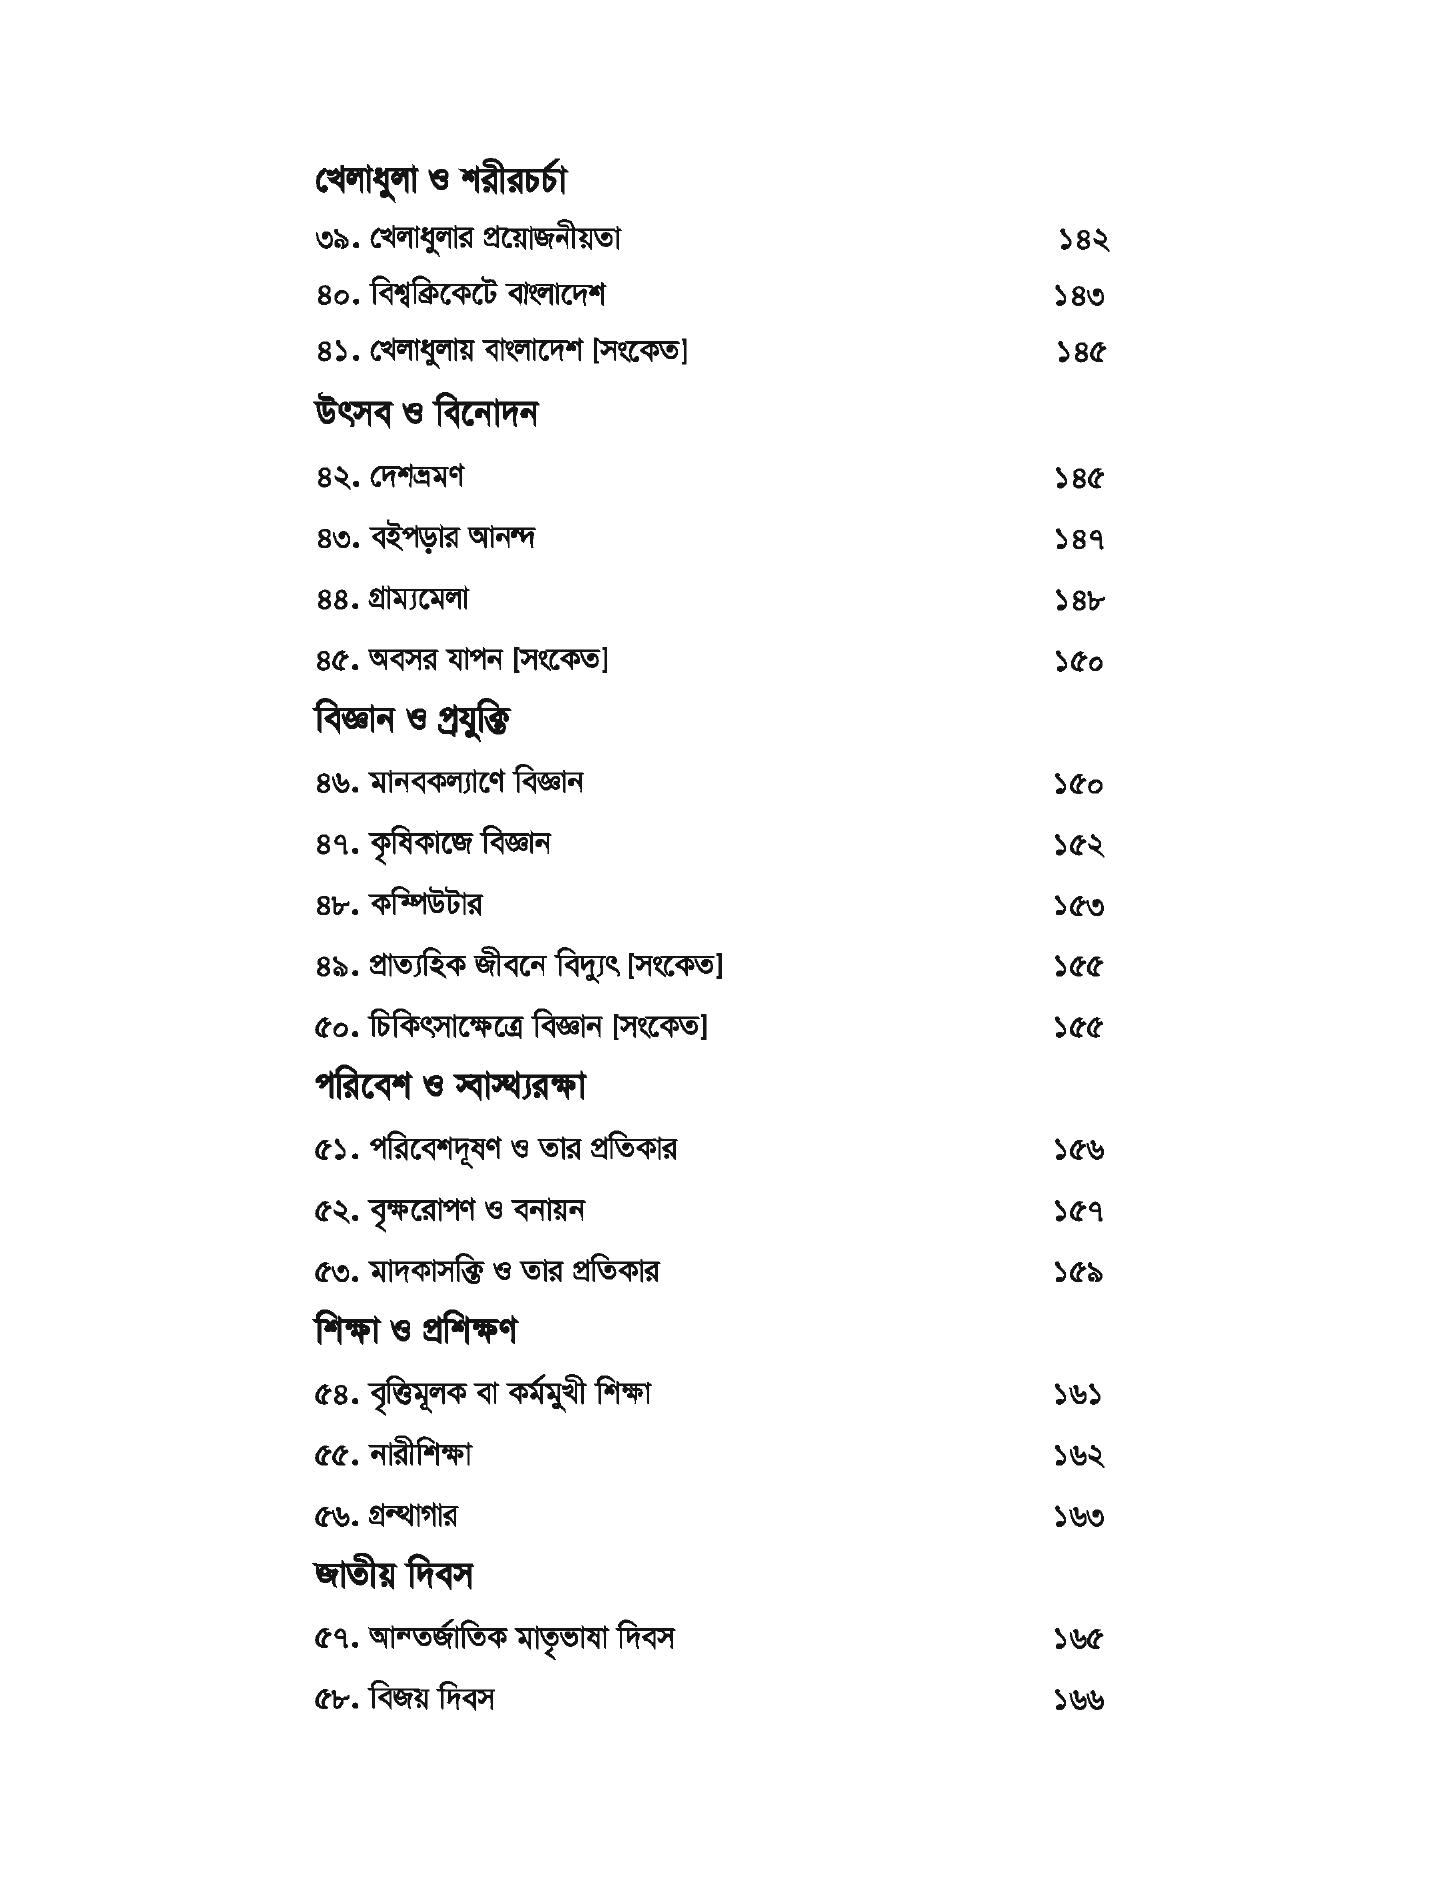 খেলাধুলা ও শরীরচর্চা
৩৯. খেলাধুলার প্রয়োজনীয়তা ১৪২
৪০. বিশ্বক্রিকেটে বাংলাদেশ ১৪৩
৪১. খেলাধুলায় বাংলাদেশ [সংকেত] ১৪৫
উৎসব ও বিনোদন
৪২. দেশভ্রমণ ১৪৫
৪৩. বইপড়ার আনন্দ ১৪৭
৪৪. গ্রাম্যমেলা ১৪৮
৪৫. অবসর যাপন [সংকেত] ১৫০
বিজ্ঞান ও প্রযুক্তি
৪৬. মানবকল্যাণে বিজ্ঞান ১৫০
৪৭. কৃষিকাজে বিজ্ঞান ১৫২
৪৮. কম্পিউটার ১৫৩
৪৯. প্রাত্যহিক জীবনে বিদ্যুৎ [সংকেত] ১৫৫
৫০. চিকিৎসাক্ষেত্রে বিজ্ঞান [সংকেত] ১৫৫
পরিবেশ ও স্বাস্থ্যরক্ষা
৫১. পরিবেশদূষণ ও তার প্রতিকার ১৫৬
৫২. বৃক্ষরোপণ ও বনায়ন ১৫৭
৫৩. মাদকাসক্তি ও তার প্রতিকার ১৫৯
শিক্ষা ও প্রশিক্ষণ
৫৪. বৃত্তিমূলক বা কর্মমুখী শিক্ষা ১৬১
৫৫. নারীশিক্ষা ১৬২
৫৬. গ্রন্থাগার ১৬৩
জাতীয় দিবস
৫৭. আন্তর্জাতিক মাতৃভাষা দিবস ১৬৫
৫৮. বিজয় দিবস ১৬৬